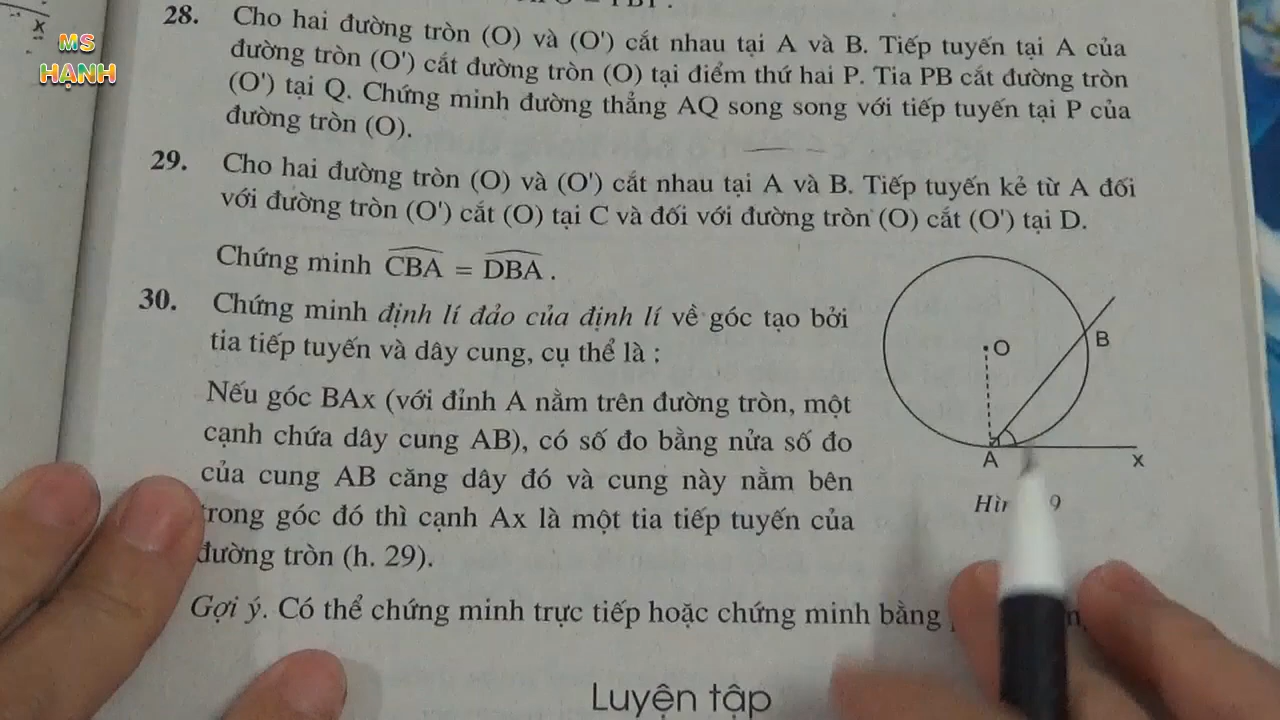 MS
HẠNH
x
28. Cho hai đường tròn (O) và (O') cắt nhau tại A và B. Tiếp tuyến tại A của
đường tròn (O') cắt đường tròn (O) tại điểm thứ hai P. Tia PB cắt đường tròn
(O') tại Q. Chứng minh đường thẳng AQ song song với tiếp tuyến tại P của
đường tròn (O).
29. Cho hai đường tròn (O) và (O') cắt nhau tại A và B. Tiếp tuyến kẻ từ A đối
với đường tròn (O') cắt (O) tại C và đối với đường tròn (O) cắt (O') tại D.
Chứng minh CBA = DBA .
30. Chứng minh định lí đảo của định lí về góc tạo bởi
tia tiếp tuyến và dây cung, cụ thể là :
Nếu góc BAx (với đỉnh A nằm trên đường tròn, một
cạnh chứa dây cung AB), có số đo bằng nửa số đo
của cung AB căng dây đó và cung này nằm bên
trong góc đó thì cạnh Ax là một tia tiếp tuyến của
đường tròn (h. 29).
O
B
A
x
Gợi ý. Có thể chứng minh trực tiếp hoặc chứng minh bằng
Luyện tập